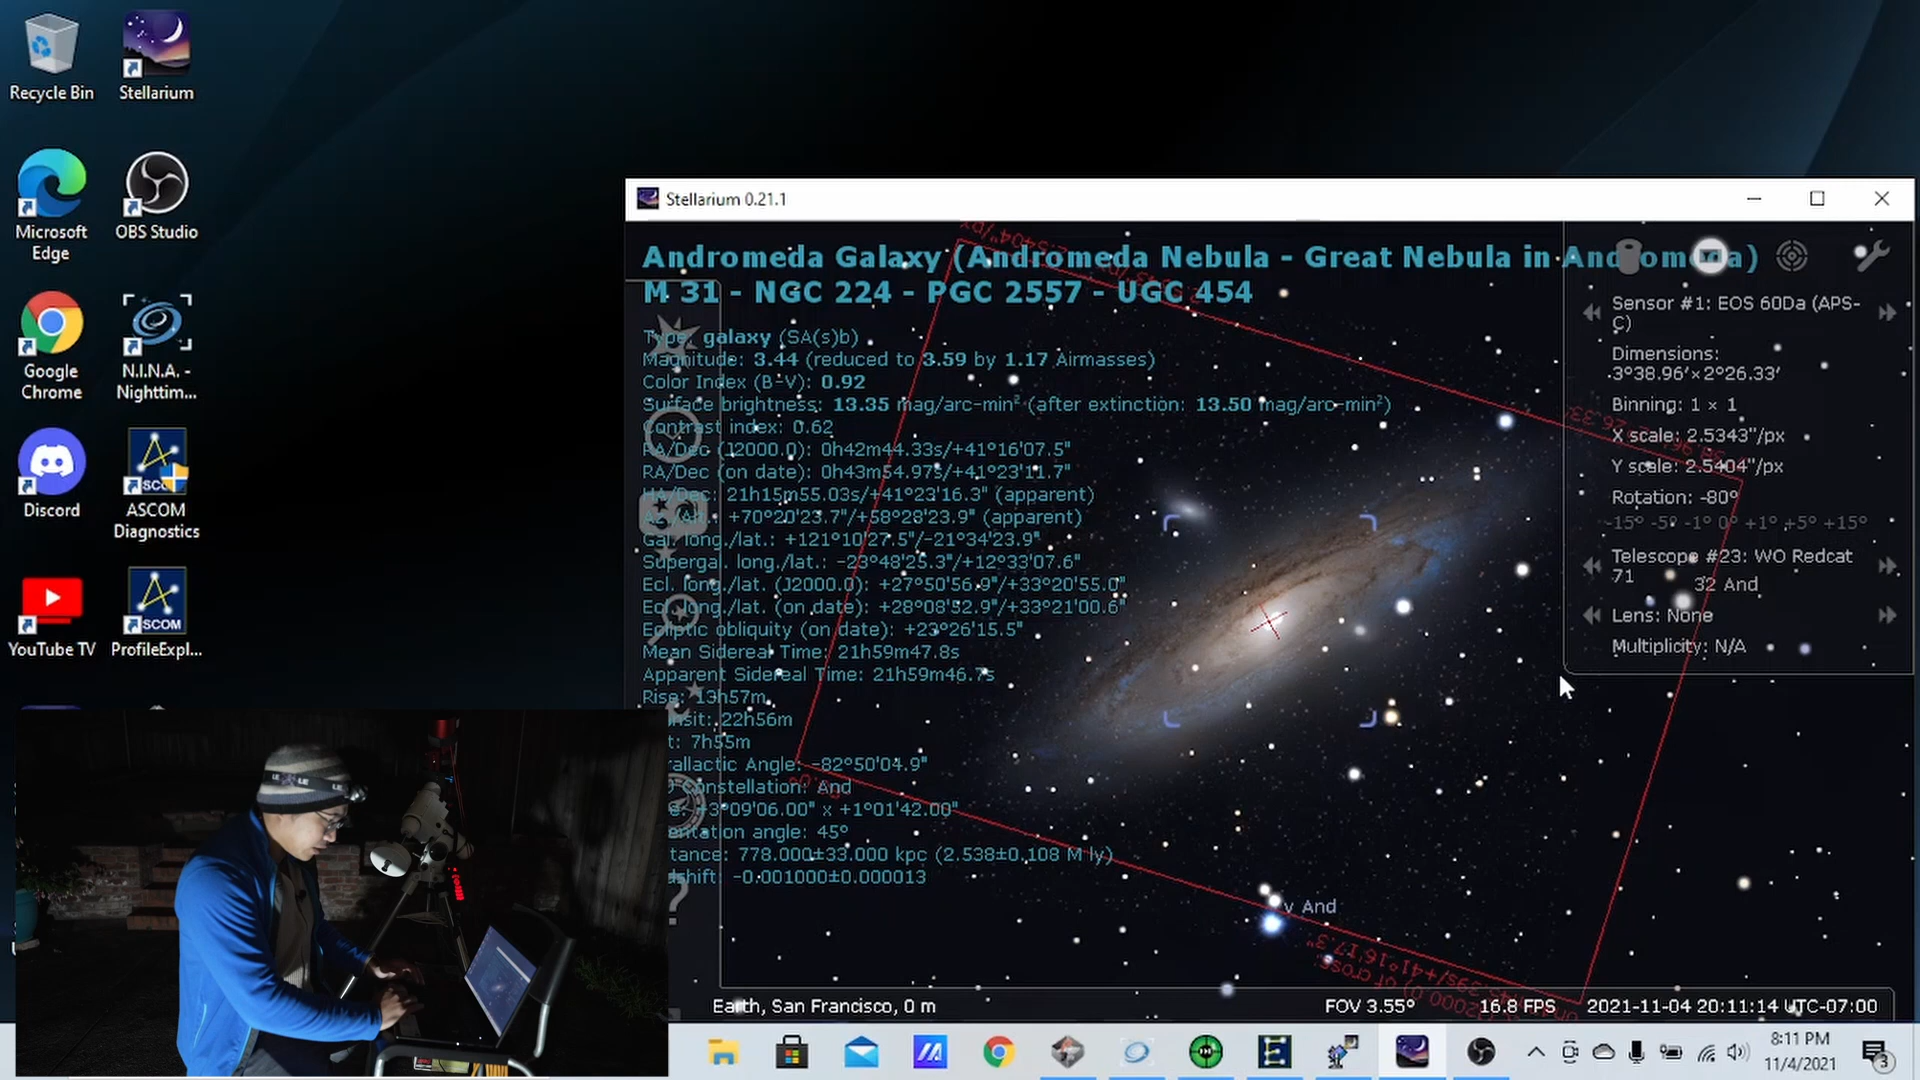 Recycle Bin
Stellarium
Microsoft
Edge
OBS Studio
Google
Chrome
N.I.N.A. -
Nighttim...
Discord
ASCOM
Diagnostics
YouTube TV
ProfileExpl...
Stellarium 0.21.1
Andromeda Galaxy (Andromeda Nebula - Great Nebula in Andromeda)
M 31 - NGC 224 - PGC 2557 - UGC 454
Type: galaxy (SA(s)b)
Magnitude: 3.44 (reduced to 3.59 by 1.17 Airmasses)
Color Index (B-V): 0.92
Surface brightness: 13.35 mag/arc-min² (after extinction: 13.50 mag/arc-min²)
Contrast index: 0.62
RA/Dec (J2000.0): 0h42m44.33s/+41°16'07.5"
RA/Dec (on date): 0h43m54.97s/+41°23'11.7"
HA/Dec: 21h15m55.03s/+41°23'16.3" (apparent)
Az./Alt.: +70°20'23.7"/+58°28'23.9" (apparent)
Gal. long./lat.: +121°10'27.5"/-21°34'23.9"
Supergal. long./lat.: -23°48'25.3"/+12°33'07.6"
Ecl. long./lat. (J2000.0): +27°50'56.9"/+33°20'55.0"
Ecl. long./lat. (on date): +28°08'52.9"/+33°21'00.6"
Ecliptic obliquity (on date): +23°26'15.5"
Mean Sidereal Time: 21h59m47.8s
Apparent Sidereal Time: 21h59m46.7s
Rise: 13h57m
nsit: 22h56m
t: 7h55m
rallactic Angle: -82°50'04.9"
Constellation: And
e: +3°09'06.00" x +1°01'42.00"
entation angle: 45°
tance: 778.000±33.000 kpc (2.538±0.108 M ly)
dshift: -0.001000±0.000013
Sensor #1: EOS 60Da (APS-
C)
Dimensions:
3°38.96′×2°26.33′
Binning: 1 × 1
X scale: 2.5343"/px
Y scale: 2.5404"/px
Rotation: -80°
-15° -5° -1° 0° +1° +5° +15°
Telescope #23: WO Redcat
71
32 And
Lens: None
Multiplicity: N/A
ν And
Earth, San Francisco, 0 m
FOV 3.55°
16.8 FPS
2021-11-04 20:11:14 UTC-07:00
8:11 PM
11/4/2021
3